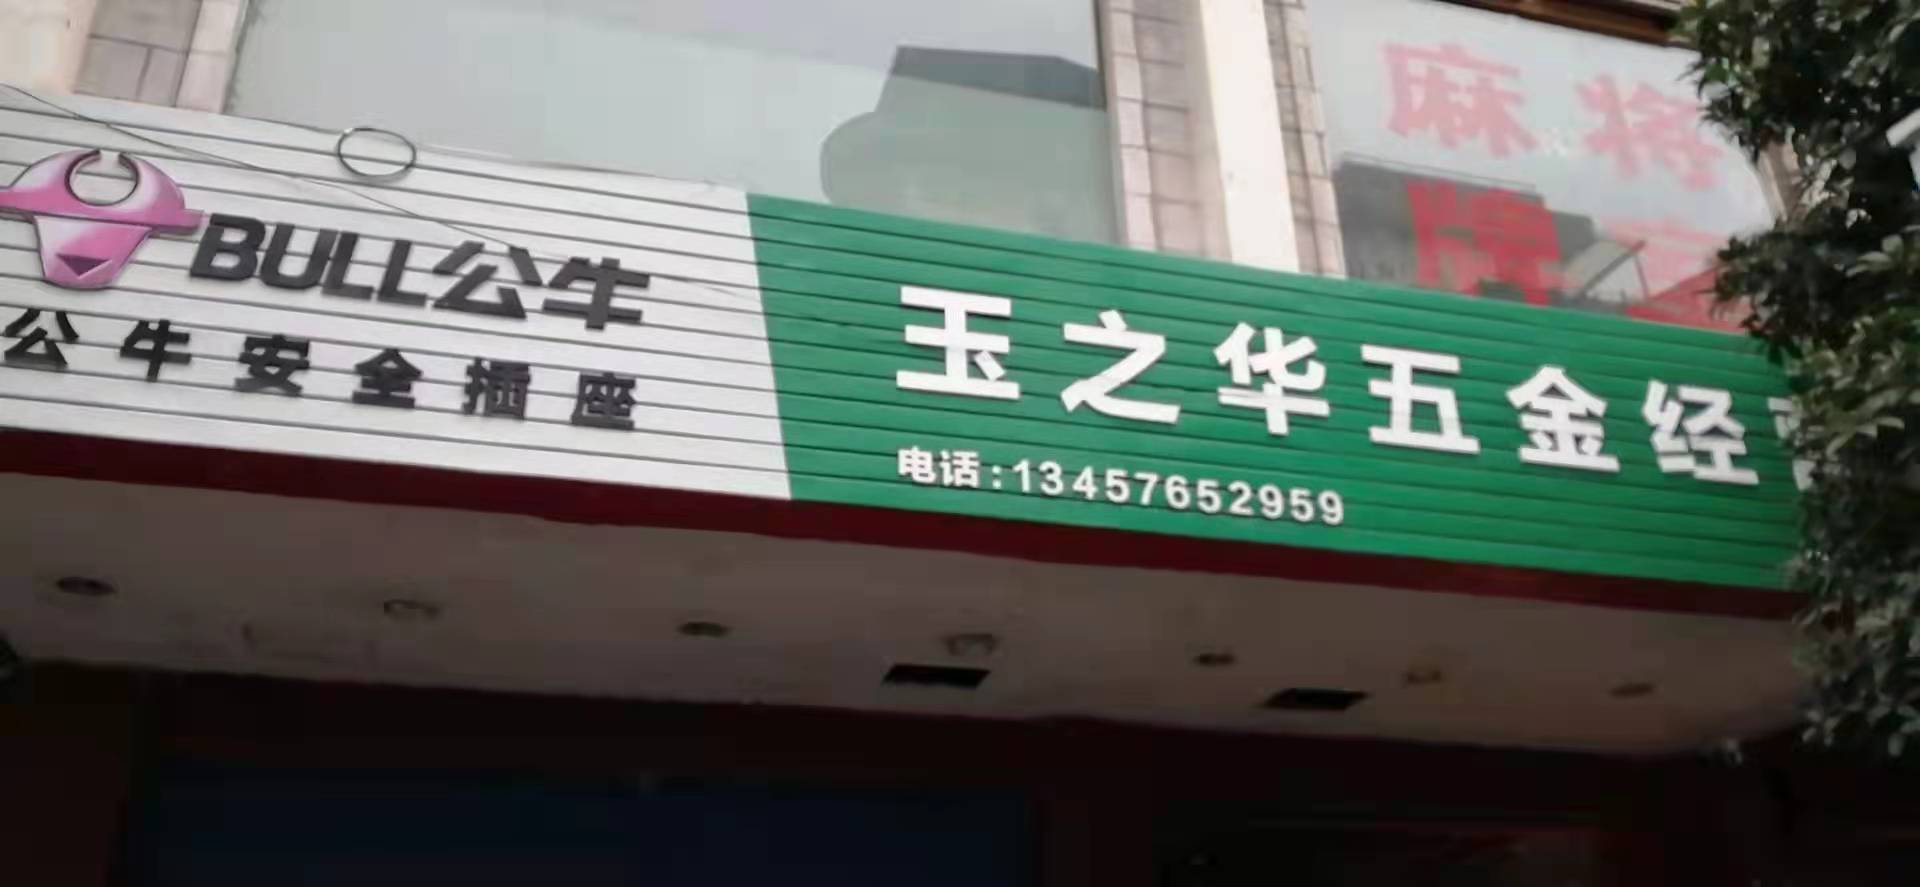 麻将
牌
BULL公牛
公牛安全插座
玉之华五金经
电话:13457652959